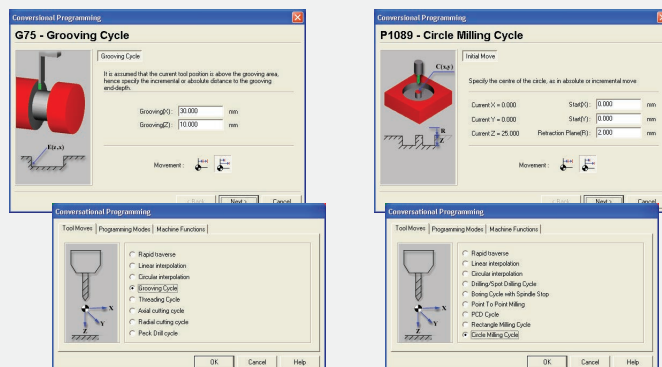 Conversional Programming
G75 - Grooving Cycle
Grooving Cycle
It is assumed that the current tool position is above the grooving area,
hence specify the incremental or absolute distance to the grooving
end-depth.
Grooving(X): 30.000 mm
Grooving(Z): 10.000 mm
E(z,x)
Movement :
< Back Next > Cancel
Conversational Programming
Tool Moves Programming Modes Machine Functions
Rapid traverse
Linear interpolation
Circular interpolation
Grooving Cycle
Threading Cycle
Axial cutting cycle
Radial cutting cycle
Peck Drill cycle
X
Y
Z
OK Cancel Help
Conversional Programming
P1089 - Circle Milling Cycle
Initial Move
C(x,y)
Specify the centre of the circle, as in absolute or incremental move
Current X = 0.000 Start(X): 0.000 mm
Current Y = 0.000 Start(Y): 0.000 mm
Current Z = 25.000 Retraction Plane(R): 2.000 mm
R
Z
Movement :
< Back Next > Cancel
Conversational Programming
Tool Moves Programming Modes Machine Functions
Rapid traverse
Linear interpolation
Circular interpolation
Drilling/Spot Drilling Cycle
Boring Cycle with Spindle Stop
Point To Point Milling
PCD Cycle
Rectangle Milling Cycle
Circle Milling Cycle
X
Y
Z
OK Cancel Help